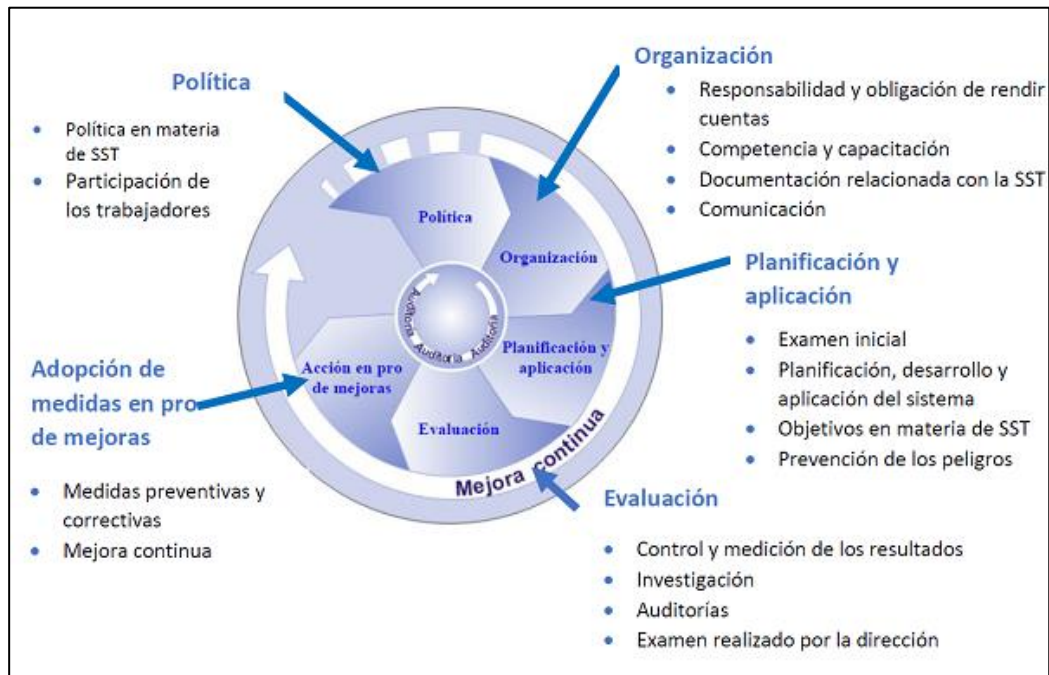 Política
Política en materia
de SST
Participación de
los trabajadores
Organización
Responsabilidad y obligación de rendir
cuentas
Competencia y capacitación
Documentación relacionada con la SST
Comunicación
Planificación y
aplicación
Examen inicial
Planificación, desarrollo y
aplicación del sistema
Objetivos en materia de SST
Prevención de los peligros
Evaluación
Control y medición de los resultados
Investigación
Auditorías
Examen realizado por la dirección
Adopción de
medidas en pro
de mejoras
Medidas preventivas y
correctivas
Mejora continua
Política
Organización
Planificación y
aplicación
Evaluación
Acción en pro
de mejoras
Auditoría Auditoría Auditoría
Mejora continua